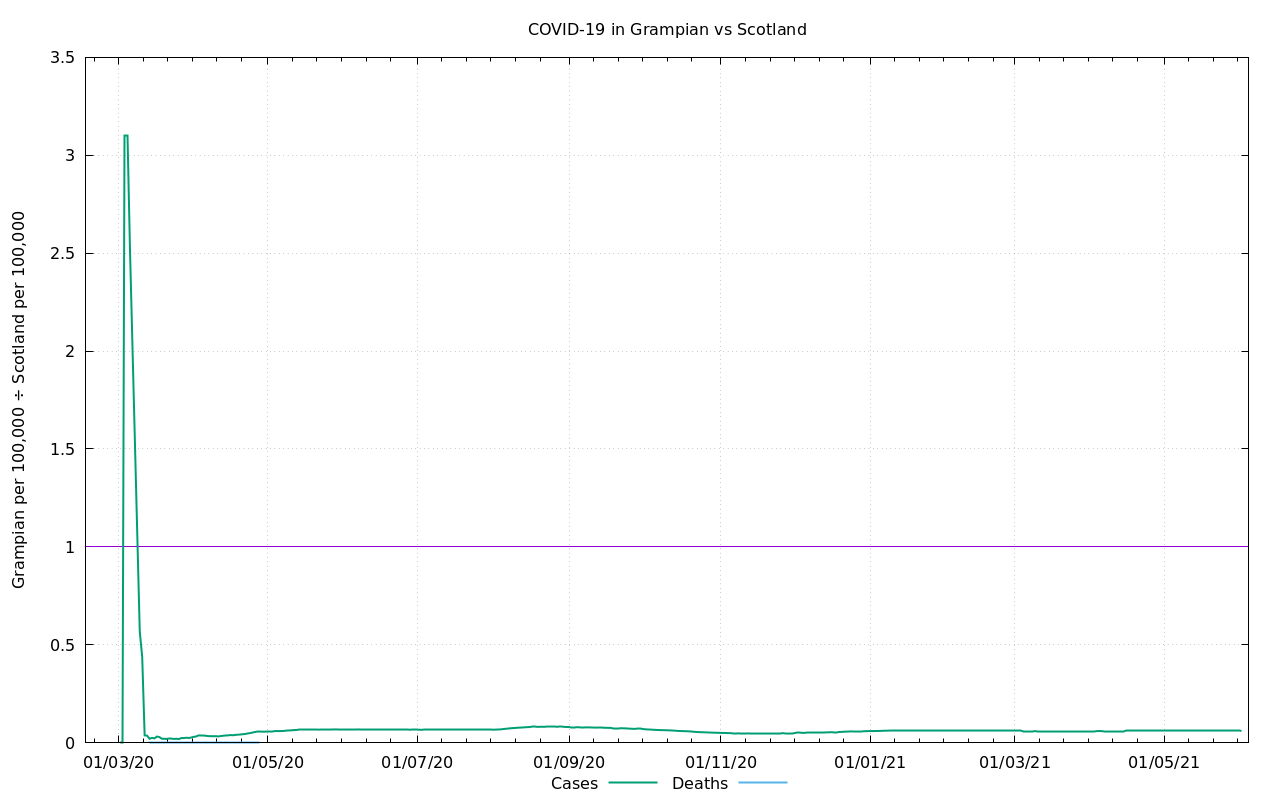 COVID-19 in Grampian vs Scotland
Grampian per 100,000 ÷ Scotland per 100,000
3.5
3
2.5
2
1.5
1
0.5
0
01/03/20 01/05/20 01/07/20 01/09/20 01/11/20 01/01/21 01/03/21 01/05/21
Cases Deaths